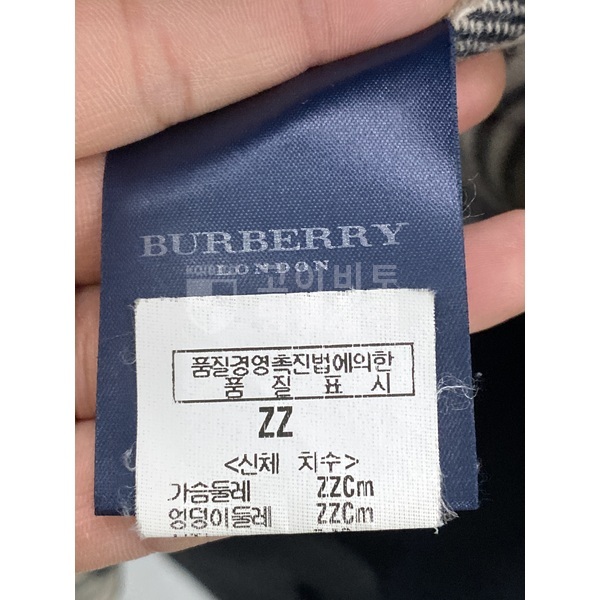 BURBERRY
LONDON
품질경영촉진법에의한
품 질 표 시
ZZ
<신체 치수>
가슴둘레 ZZCm
엉덩이둘레 ZZCm